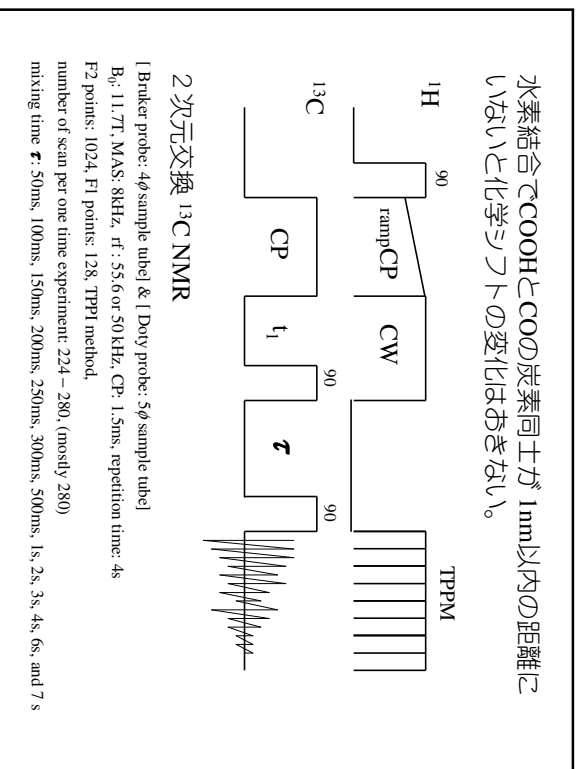 水素結合でCOOHとCOの炭素同士が 1nm以内の距離に
いないと化学シフトの変化はおきない。
90
TPPM
¹H
rampCP
CW
90
90
¹³C
CP
t₁
τ
2次元交換 ¹³C NMR
[ Bruker probe: 4ϕ sample tube] & [ Doty probe: 5ϕ sample tube]
B₀: 11.7T, MAS: 8kHz, rf : 55.6 or 50 kHz, CP: 1.5ms, repetition time: 4s
F2 points: 1024, F1 points: 128, TPPI method,
number of scan per one time experiment: 224 – 280, (mostly 280)
mixing time τ: 50ms, 100ms, 150ms, 200ms, 250ms, 300ms, 500ms, 1s, 2s, 3s, 4s, 6s, and 7 s